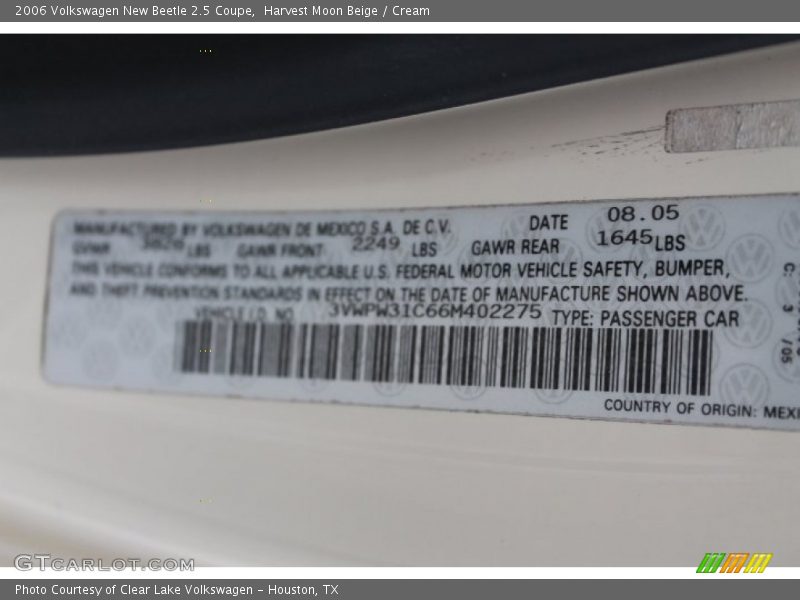 2006 Volkswagen New Beetle 2.5 Coupe, Harvest Moon Beige / Cream
MANUFACTURED BY VOLKSWAGEN DE MEXICO S.A. DE C.V. DATE 08.05
GVWR LBS GAWR FRONT 2249 LBS GAWR REAR 1645 LBS
THIS VEHICLE CONFORMS TO ALL APPLICABLE U.S. FEDERAL MOTOR VEHICLE SAFETY, BUMPER,
AND THEFT PREVENTION STANDARDS IN EFFECT ON THE DATE OF MANUFACTURE SHOWN ABOVE.
VEHICLE I.D. NO. 3VWPW31C66M402275 TYPE: PASSENGER CAR
COUNTRY OF ORIGIN: MEXI
GTCARLOT.COM
Photo Courtesy of Clear Lake Volkswagen – Houston, TX